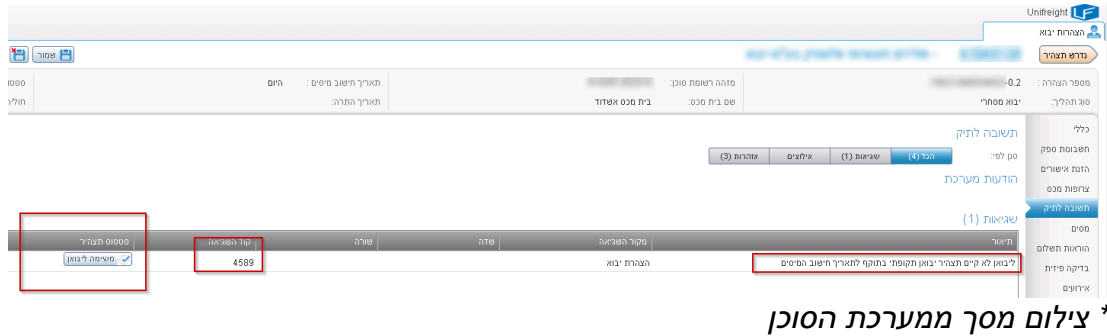 Unifreight
הצהרות יבוא
נדרש תצהיר
שמור
מספר הצהרה :
0.2-
מזהה רשומת סוכן:
תאריך חישוב מיסים :
היום
סוג תהליך:
יבוא מסחרי
שם בית מכס:
בית מכס אשדוד
תאריך התרה:
כללי
חשבונות ספק
הזנת אישורים
צרופות מכס
תשובה לתיק
מסים
הוראות תשלום
בדיקה פיזית
אירועים
תשובה לתיק
סנן לפי:
הכל (4)
שגיאות (1)
אילוצים
אזהרות (3)
הודעות מערכת
שגיאות (1)
תיאור
מקור השגיאה
שדה
שורה
קוד השגיאה
סטטוס תצהיר
ליבואן לא קיים תצהיר יבואן תקופתי בתוקף לתאריך חישוב המיסים
הצהרת יבוא
4589
משימה ליבואן
* צילום מסך ממערכת הסוכן